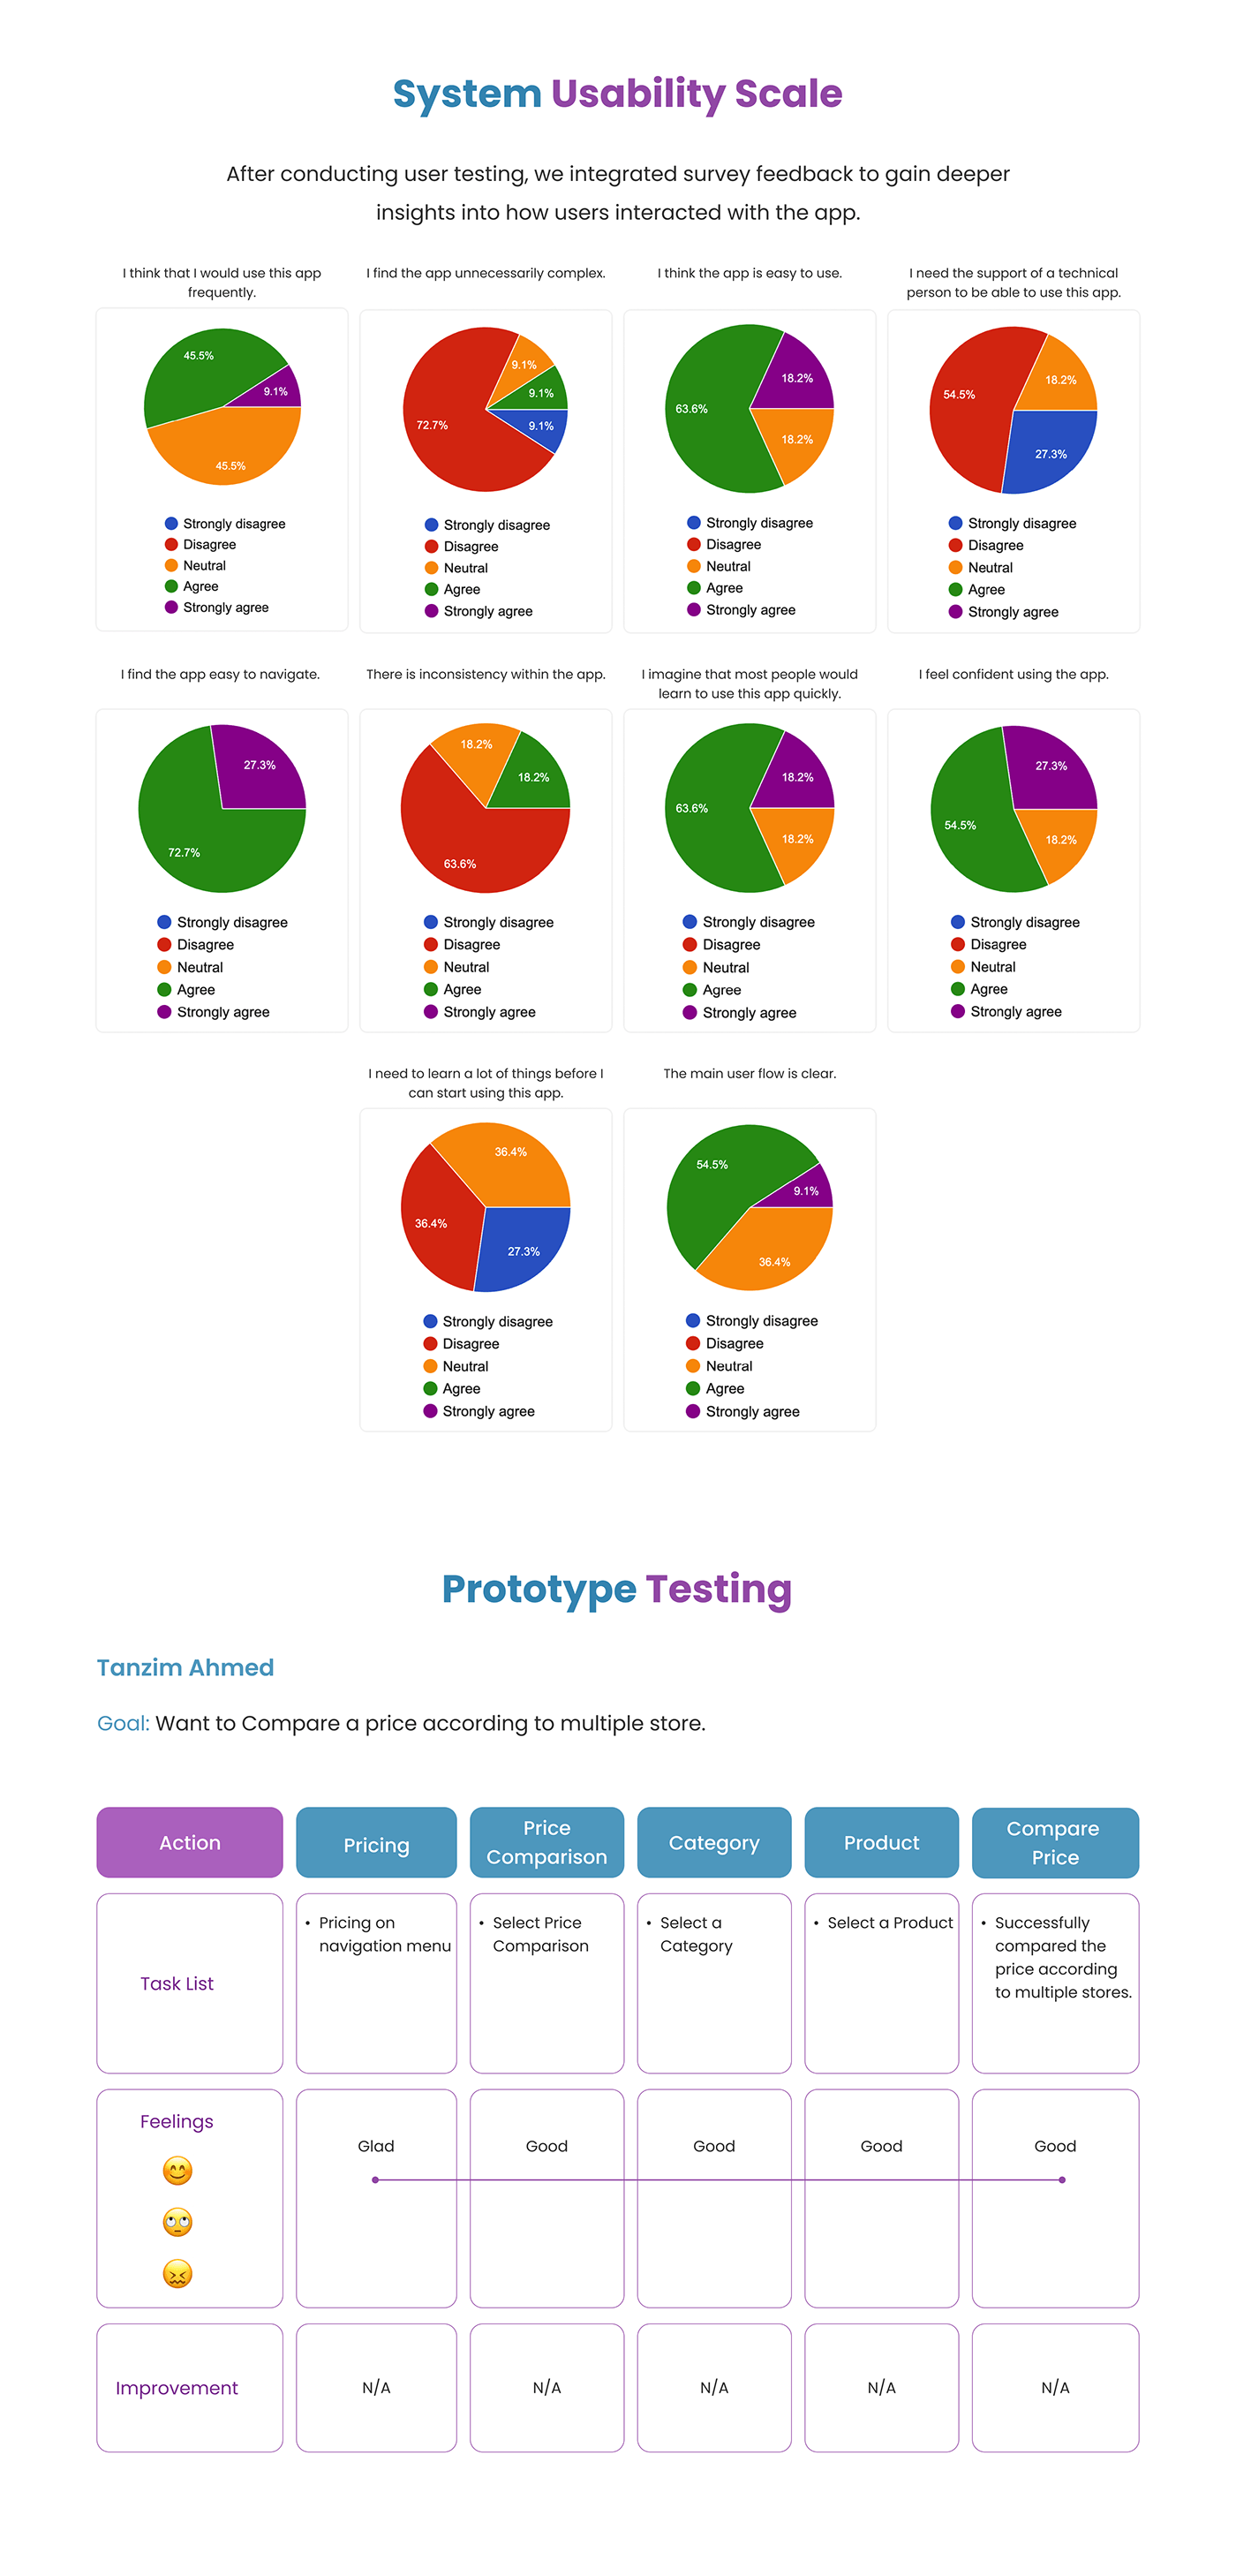 System Usability Scale
After conducting user testing, we integrated survey feedback to gain deeper
insights into how users interacted with the app.
I think that I would use this app
frequently.
45.5%
9.1%
45.5%
Strongly disagree
Disagree
Neutral
Agree
Strongly agree
I find the app unnecessarily complex.
9.1%
9.1%
72.7%
9.1%
Strongly disagree
Disagree
Neutral
Agree
Strongly agree
I think the app is easy to use.
18.2%
63.6%
18.2%
Strongly disagree
Disagree
Neutral
Agree
Strongly agree
I need the support of a technical
person to be able to use this app.
18.2%
54.5%
27.3%
Strongly disagree
Disagree
Neutral
Agree
Strongly agree
I find the app easy to navigate.
27.3%
72.7%
Strongly disagree
Disagree
Neutral
Agree
Strongly agree
There is inconsistency within the app.
18.2%
18.2%
63.6%
Strongly disagree
Disagree
Neutral
Agree
Strongly agree
I imagine that most people would
learn to use this app quickly.
18.2%
63.6%
18.2%
Strongly disagree
Disagree
Neutral
Agree
Strongly agree
I feel confident using the app.
27.3%
54.5%
18.2%
Strongly disagree
Disagree
Neutral
Agree
Strongly agree
I need to learn a lot of things before I
can start using this app.
36.4%
36.4%
27.3%
Strongly disagree
Disagree
Neutral
Agree
Strongly agree
The main user flow is clear.
54.5%
9.1%
36.4%
Strongly disagree
Disagree
Neutral
Agree
Strongly agree
Prototype Testing
Tanzim Ahmed
Goal: Want to Compare a price according to multiple store.
Action
Pricing
Price
Comparison
Category
Product
Compare
Price
Task List
• Pricing on
navigation menu
• Select Price
Comparison
• Select a
Category
• Select a Product
• Successfully
compared the
price according
to multiple stores.
Feelings
Glad
Good
Good
Good
Good
Improvement
N/A
N/A
N/A
N/A
N/A